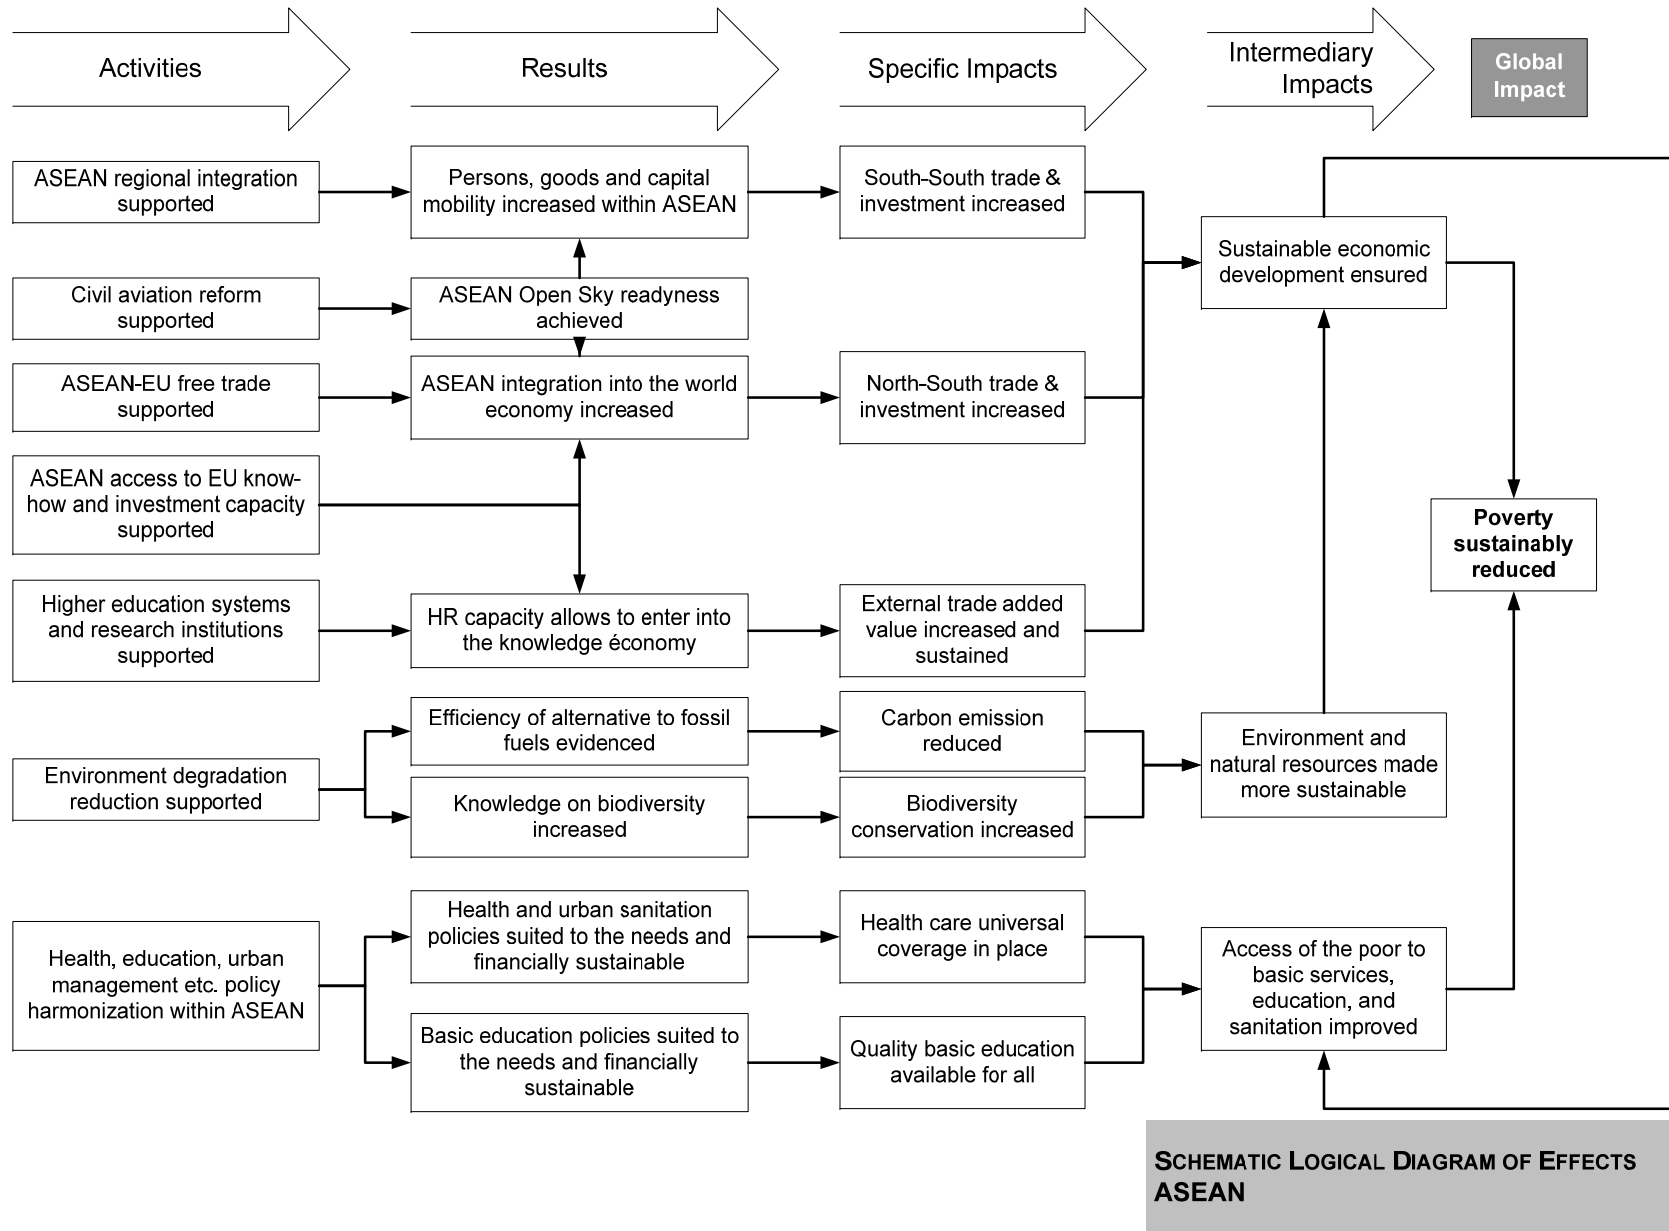 Activities
Results
Specific Impacts
Intermediary
Impacts
Global
Impact
ASEAN regional integration
supported
Persons, goods and capital
mobility increased within ASEAN
South-South trade &
investment increased
Civil aviation reform
supported
ASEAN Open Sky readyness
achieved
Sustainable economic
development ensured
ASEAN-EU free trade
supported
ASEAN integration into the world
economy increased
North-South trade &
investment increased
ASEAN access to EU know-
how and investment capacity
supported
Poverty
sustainably
reduced
Higher education systems
and research institutions
supported
HR capacity allows to enter into
the knowledge économy
External trade added
value increased and
sustained
Environment degradation
reduction supported
Efficiency of alternative to fossil
fuels evidenced
Carbon emission
reduced
Knowledge on biodiversity
increased
Biodiversity
conservation increased
Environment and
natural resources made
more sustainable
Health, education, urban
management etc. policy
harmonization within ASEAN
Health and urban sanitation
policies suited to the needs and
financially sustainable
Health care universal
coverage in place
Basic education policies suited to
the needs and financially
sustainable
Quality basic education
available for all
Access of the poor to
basic services,
education, and
sanitation improved
SCHEMATIC LOGICAL DIAGRAM OF EFFECTS
ASEAN